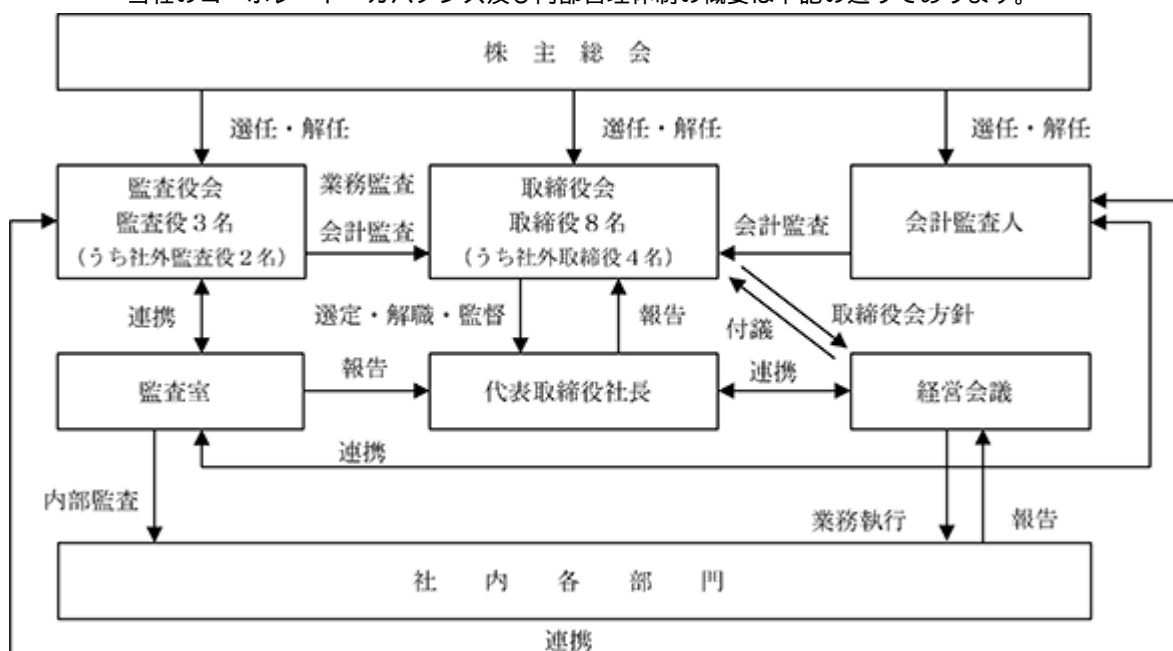 当社のコーポレート・ガバナンス及び内部管理体制の概要は下記の通りであります。
株主総会
選任・解任
選任・解任
選任・解任
監査役会
監査役3名
(うち社外監査役2名)
業務監査
会計監査
取締役会
取締役8名
(うち社外取締役4名)
会計監査
会計監査人
連携
選定・解職・監督
報告
付議
取締役会方針
監査室
報告
代表取締役社長
連携
経営会議
連携
内部監査
業務執行
報告
社内各部門
連携